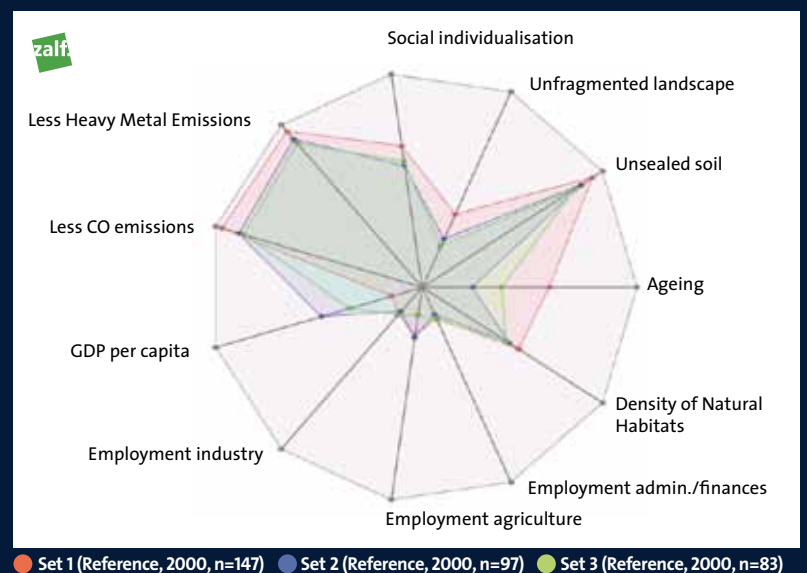 zalf.
Social individualisation
Unfragmented landscape
Less Heavy Metal Emissions
Unsealed soil
Less CO emissions
Ageing
GDP per capita
Density of Natural
Habitats
Employment industry
Employment admin./finances
Employment agriculture
Set 1 (Reference, 2000, n=147) Set 2 (Reference, 2000, n=97) Set 3 (Reference, 2000, n=83)